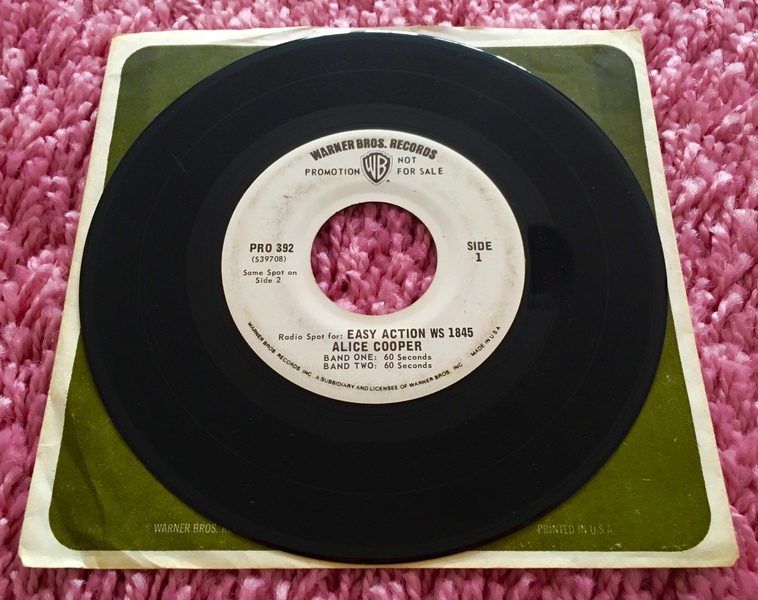 WARNER BROS. RECORDS
PROMOTION WB NOT FOR SALE
PRO 392
(S39708)
Same Spot on
Side 2
SIDE
1
Radio Spot for: EASY ACTION WS 1845
ALICE COOPER
BAND ONE: 60 Seconds
BAND TWO: 60 Seconds
WARNER BROS. RECORDS INC. A SUBSIDIARY AND LICENSEE OF WARNER BROS. INC. MADE IN U.S.A.
WARNER BROS.
PRINTED IN U.S.A.